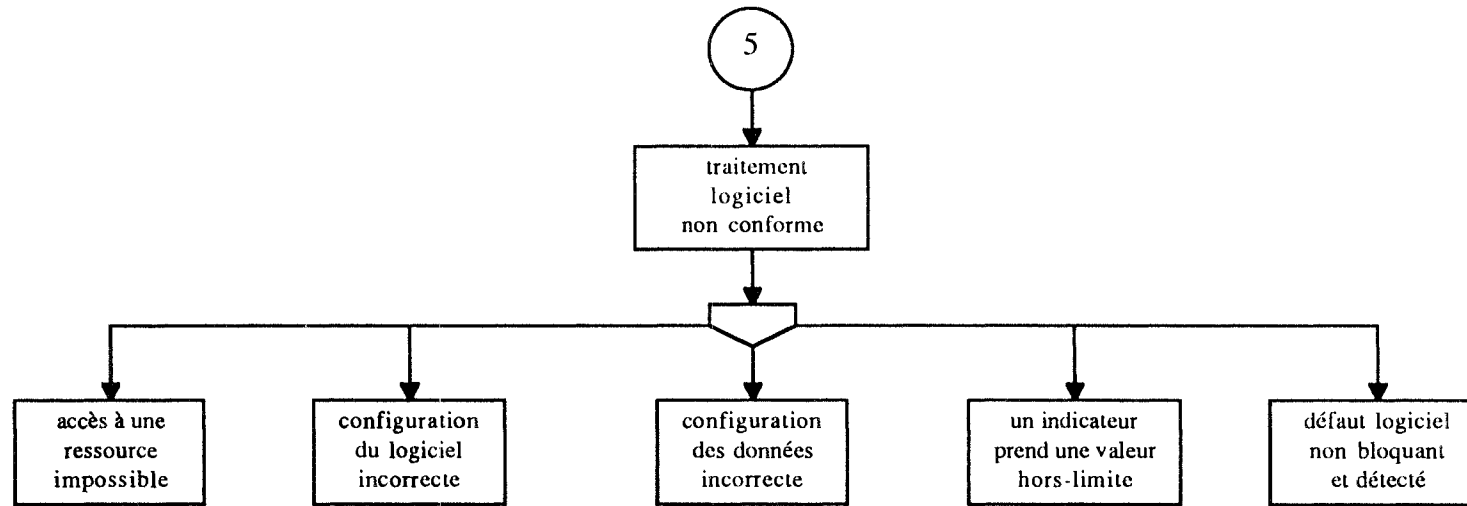 5
traitement
logiciel
non conforme
accès à une
ressource
impossible
configuration
du logiciel
incorrecte
configuration
des données
incorrecte
un indicateur
prend une valeur
hors-limite
défaut logiciel
non bloquant
et détecté